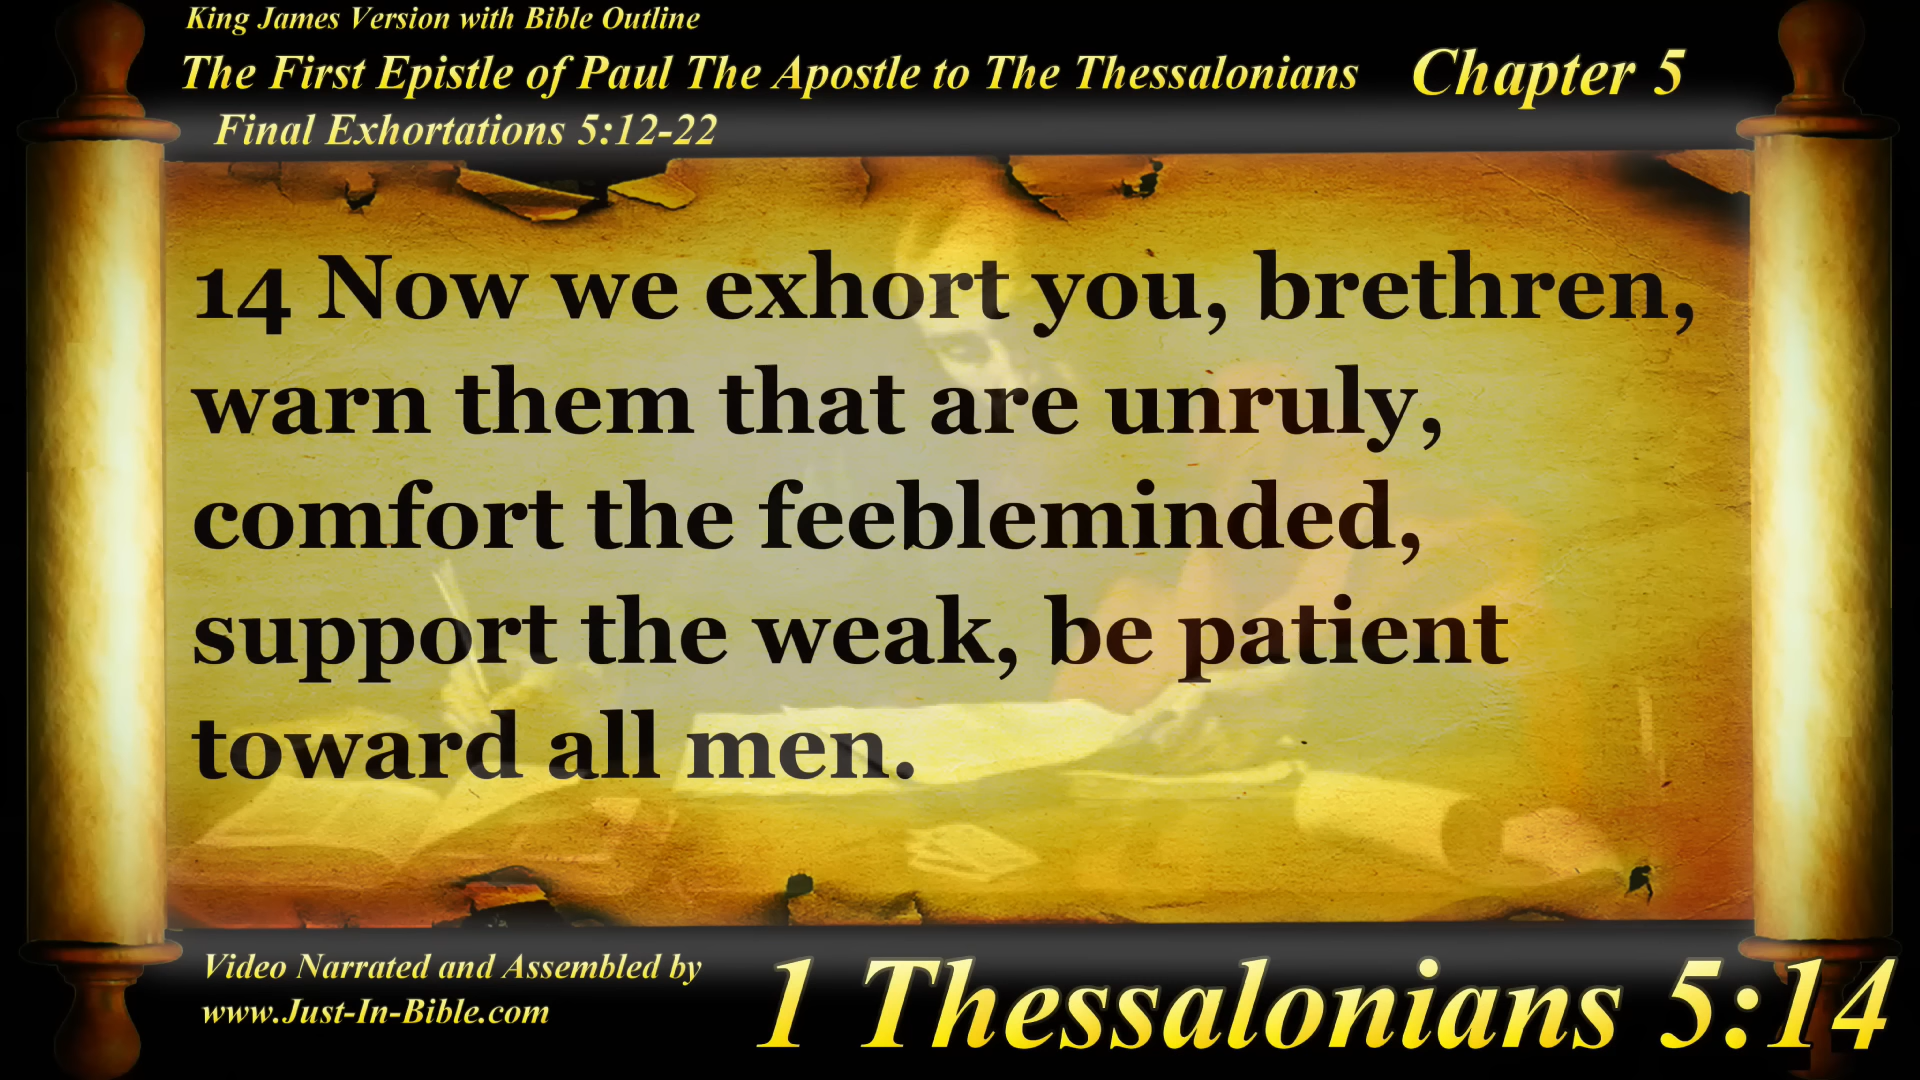 King James Version with Bible Outline
The First Epistle of Paul The Apostle to The Thessalonians Chapter 5
Final Exhortations 5:12-22
14 Now we exhort you, brethren,
warn them that are unruly,
comfort the feebleminded,
support the weak, be patient
toward all men.
Video Narrated and Assembled by
www.Just-In-Bible.com
1 Thessalonians 5:14